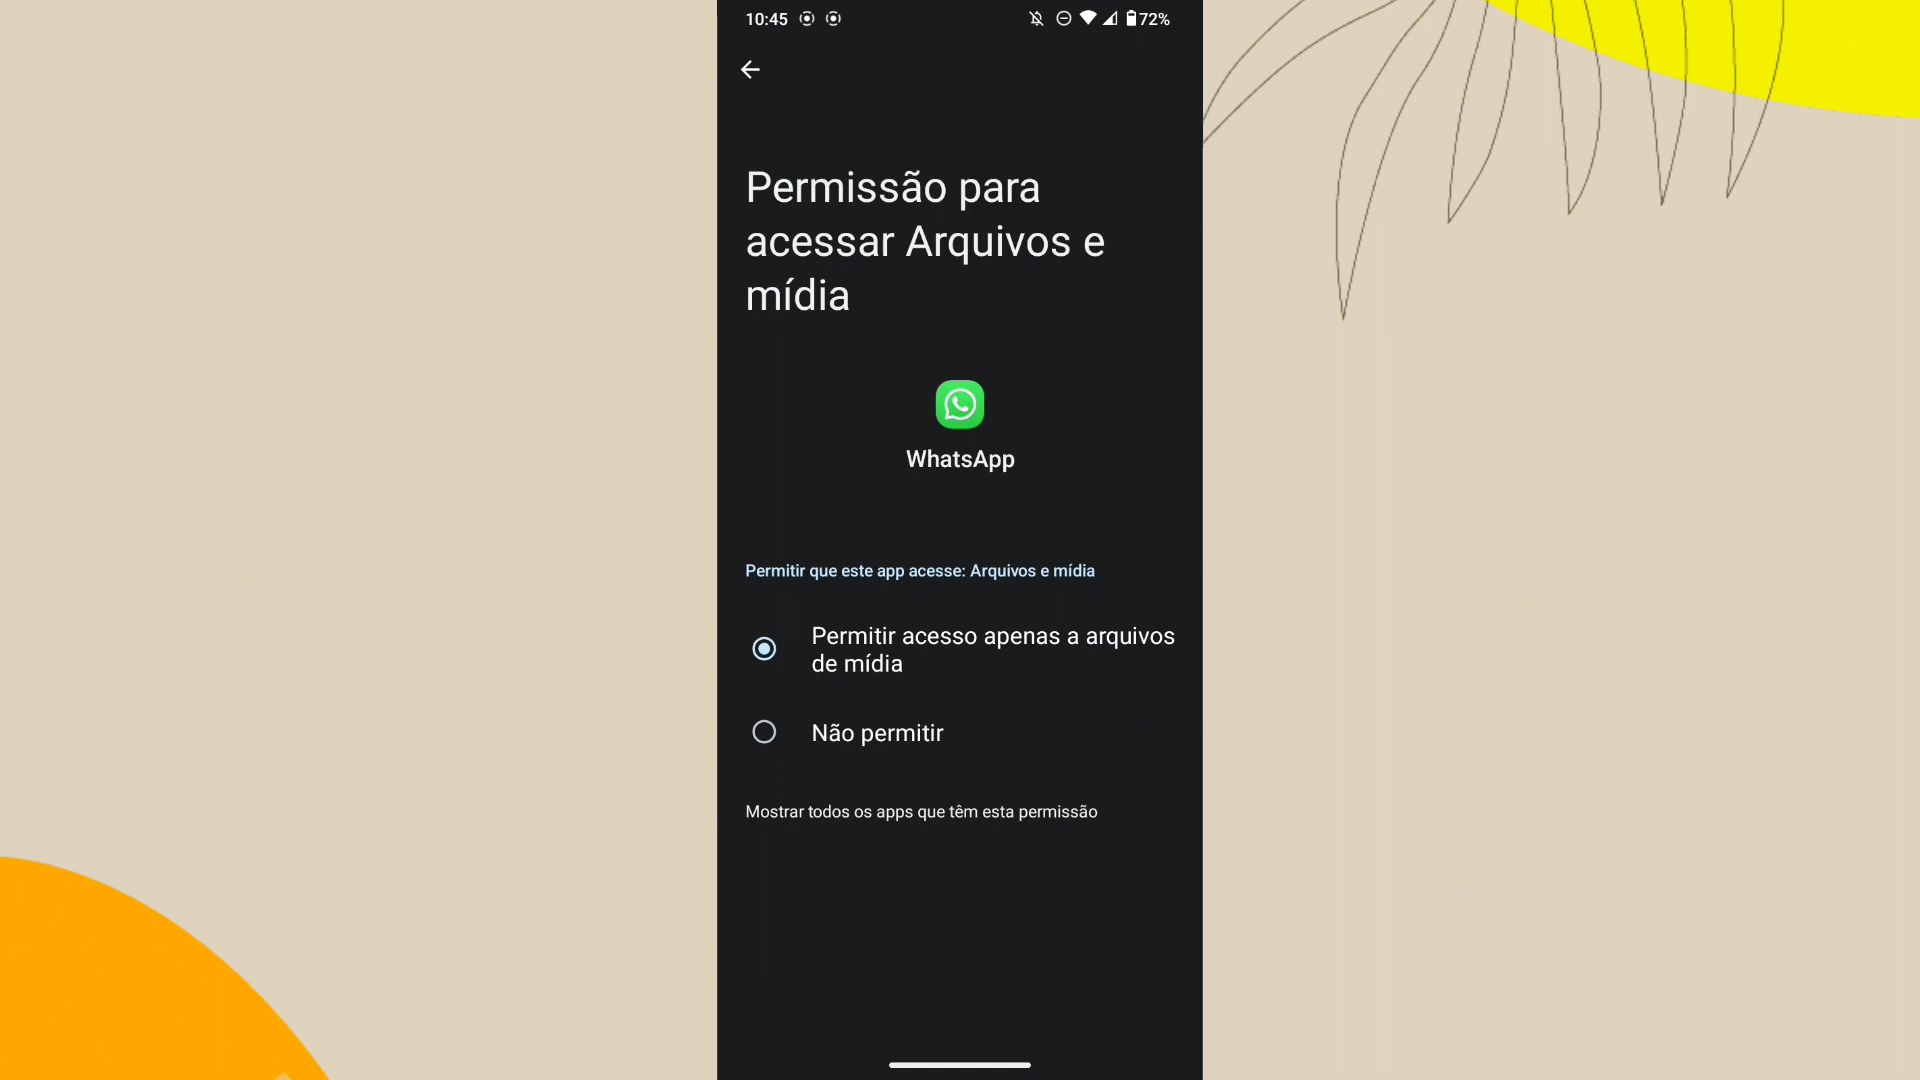 10:45
72%
Permissão para
acessar Arquivos e
mídia
WhatsApp
Permitir que este app acesse: Arquivos e mídia
Permitir acesso apenas a arquivos
de mídia
Não permitir
Mostrar todos os apps que têm esta permissão